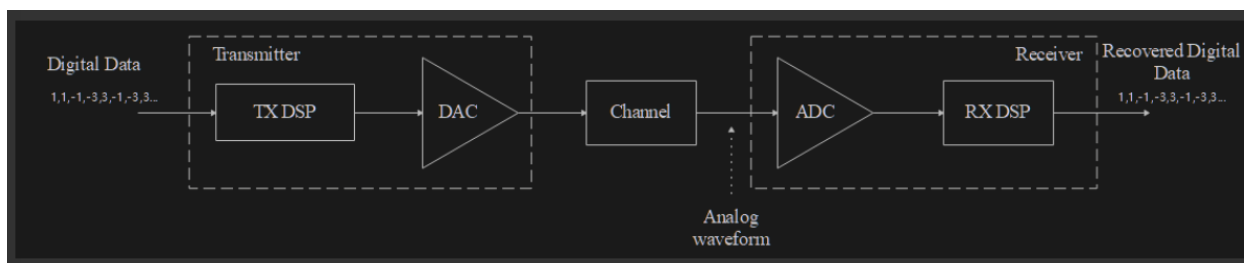 Digital Data
1,1,-1,-3,3,-1,-3,3...
Transmitter
TX DSP
DAC
Channel
Analog
waveform
Receiver
ADC
RX DSP
Recovered Digital
Data
1,1,-1,-3,3,-1,-3,3...